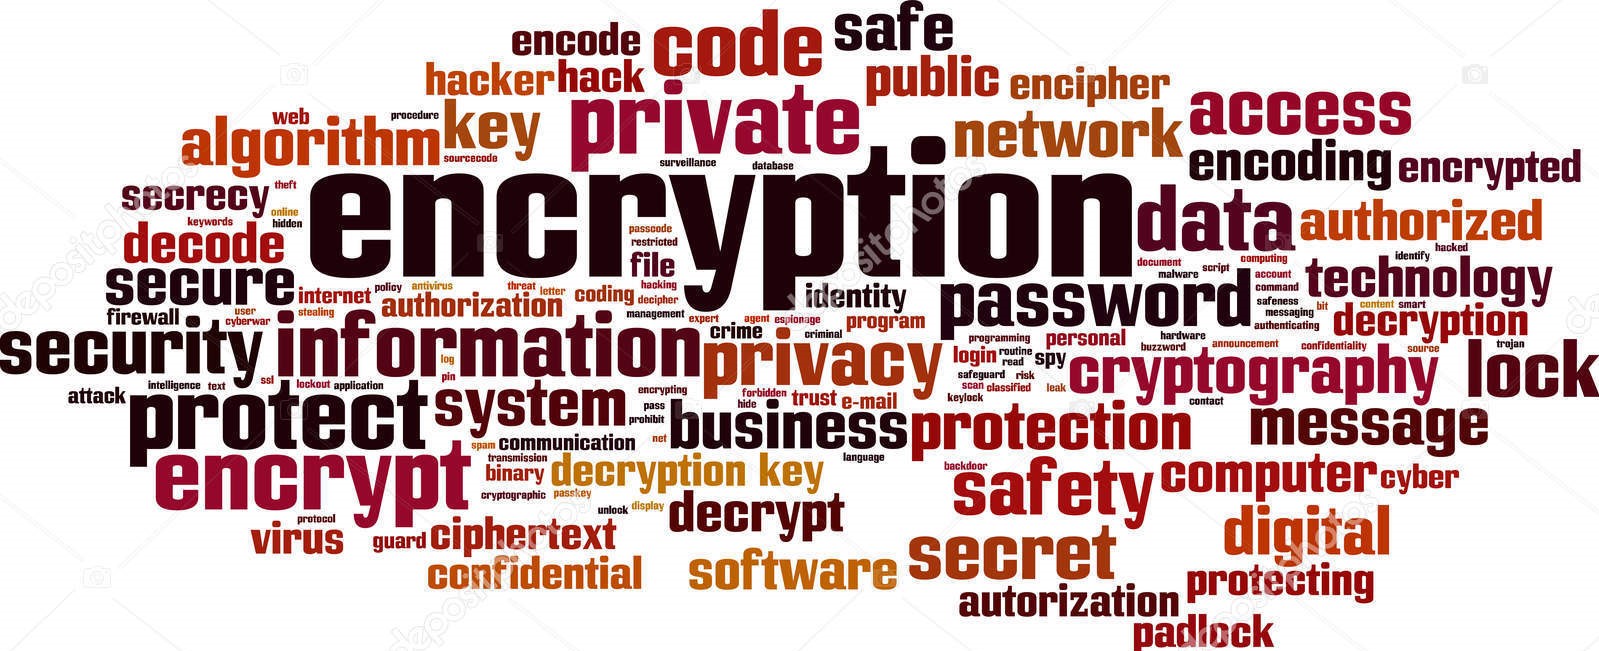 safe
encode
code
hacker
hack
public
encipher
access
web
procedure
key
private
network
algorithm
sourcecode
surveillance
database
encoding
encrypted
secrecy
theft
encryption
data
authorized
keywords
online
hidden
decode
passcode
restricted
file
hacked
identify
computing
document
malware
script
account
command
technology
secure
internet
policy
antivirus
threat
letter
hacking
coding
decipher
authorization
identity
password
safeness
messaging
bit
content
smart
authenticating
decryption
firewall
stealing
user
cyberwar
management
expert
agent
espionage
program
crime
criminal
security
information
privacy
programming
personal
hardware
buzzword
announcement
confidentiality
source
trojan
log
pin
login
routine
read
spy
safeguard
risk
scan
classified
leak
keylock
cryptography
contact
lock
attack
intelligence
text
ssl
lockout
application
encrypting
forbidden
hide
trust
e-mail
protect
system
pass
prohibit
net
business
protection
message
spam
communication
language
transmission
encrypt
binary
decryption key
backdoor
safety
computer
cyber
cryptographic
passkey
unlock
display
decrypt
protocol
virus
guard
ciphertext
digital
secret
confidential
software
protecting
autorization
padlock
depositphotos